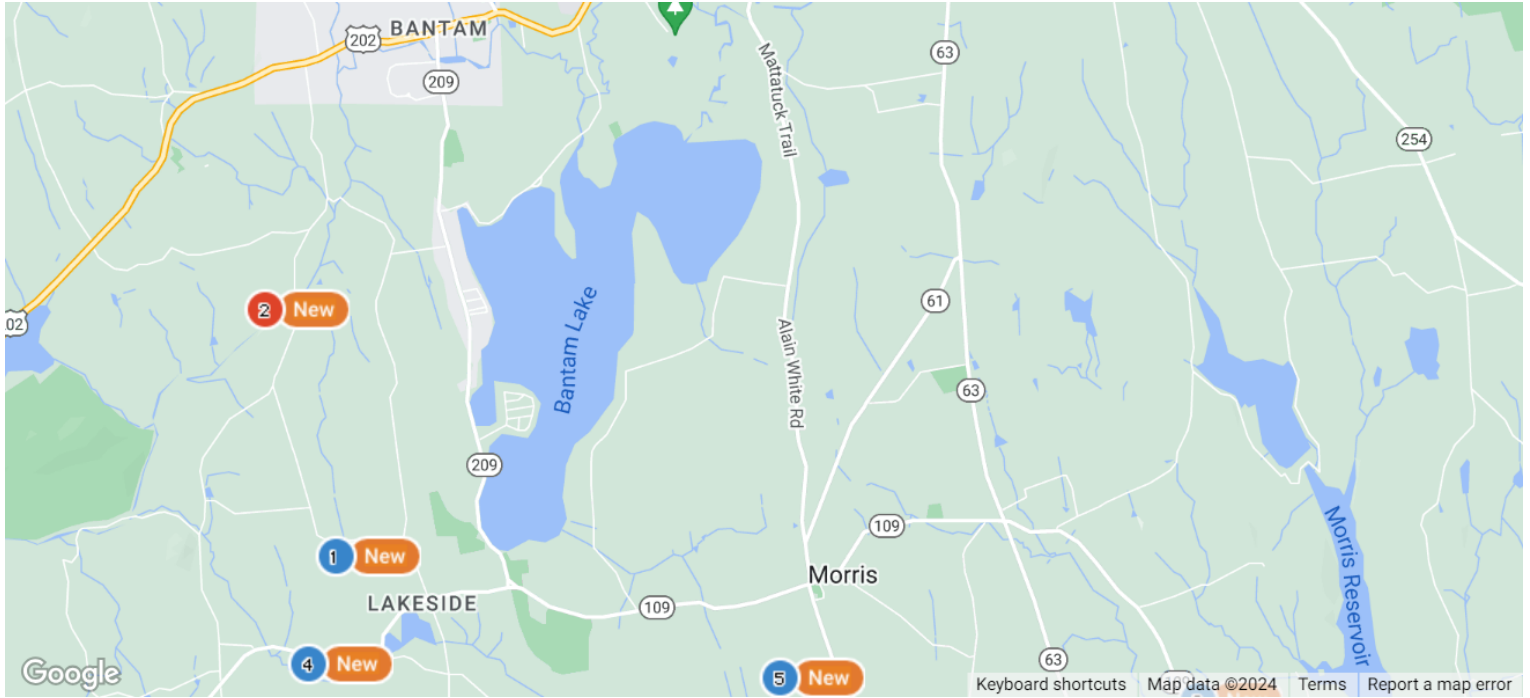 BANTAM
202
209
63
Mattatuck Trail
254
2 New
202
Bantam Lake
61
Alain White Rd
63
209
109
Morris Reservoir
1 New
Morris
LAKESIDE
109
4 New
63
5 New
Google
Keyboard shortcuts
Map data ©2024
Terms
Report a map error